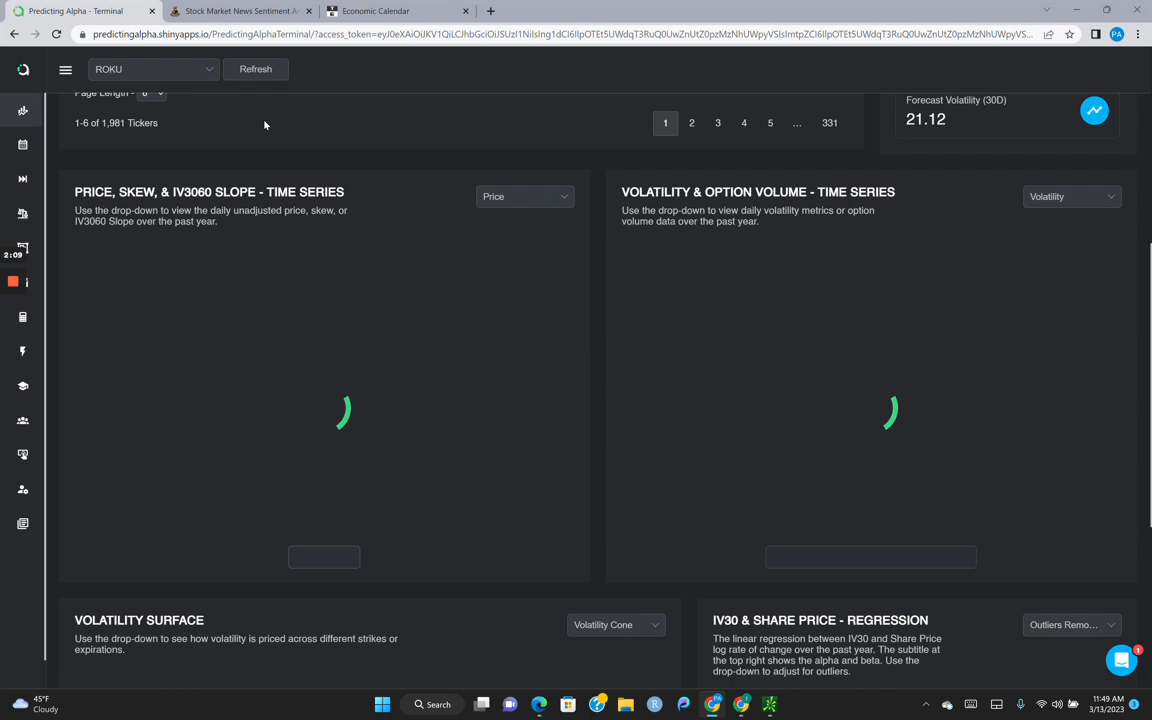 Predicting Alpha - Terminal
Stock Market News Sentiment A
Economic Calendar
predictingalpha.shinyapps.io/PredictingAlphaTerminal/?access_token=
ROKU
Refresh
Page Length - 6
1-6 of 1,981 Tickers
1 2 3 4 5 ... 331
Forecast Volatility (30D)
21.12
PRICE, SKEW, & IV3060 SLOPE - TIME SERIES
Use the drop-down to view the daily unadjusted price, skew, or
IV3060 Slope over the past year.
Price
VOLATILITY & OPTION VOLUME - TIME SERIES
Use the drop-down to view daily volatility metrics or option
volume data over the past year.
Volatility
2:09
VOLATILITY SURFACE
Use the drop-down to see how volatility is priced across different strikes or
expirations.
Volatility Cone
IV30 & SHARE PRICE - REGRESSION
The linear regression between IV30 and Share Price
log rate of change over the past year. The subtitle at
the top right shows the alpha and beta. Use the
drop-down to adjust for outliers.
Outliers Remo...
1
45°F
Cloudy
Search
11:49 AM
3/13/2023
PA